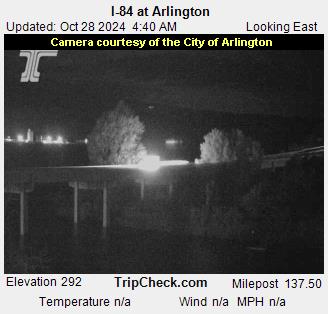 I-84 at Arlington
Updated: Oct 28 2024 4:40 AM Looking East
Camera courtesy of the City of Arlington
Elevation 292 TripCheck.com Milepost 137.50
Temperature n/a Wind n/a MPH n/a